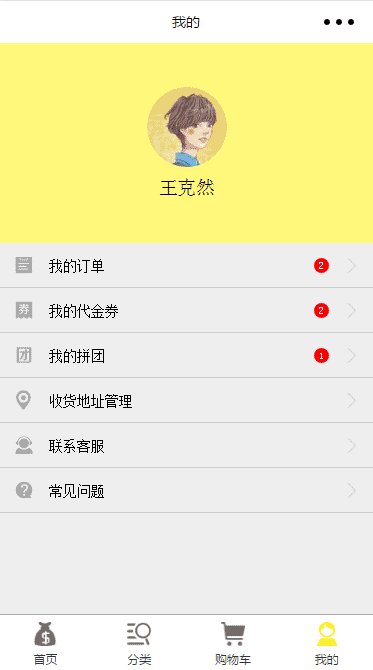 我的
王克然
我的订单 2
券 我的代金券 2
团 我的拼团 1
收货地址管理
联系客服
? 常见问题
$
首页 分类 购物车 我的